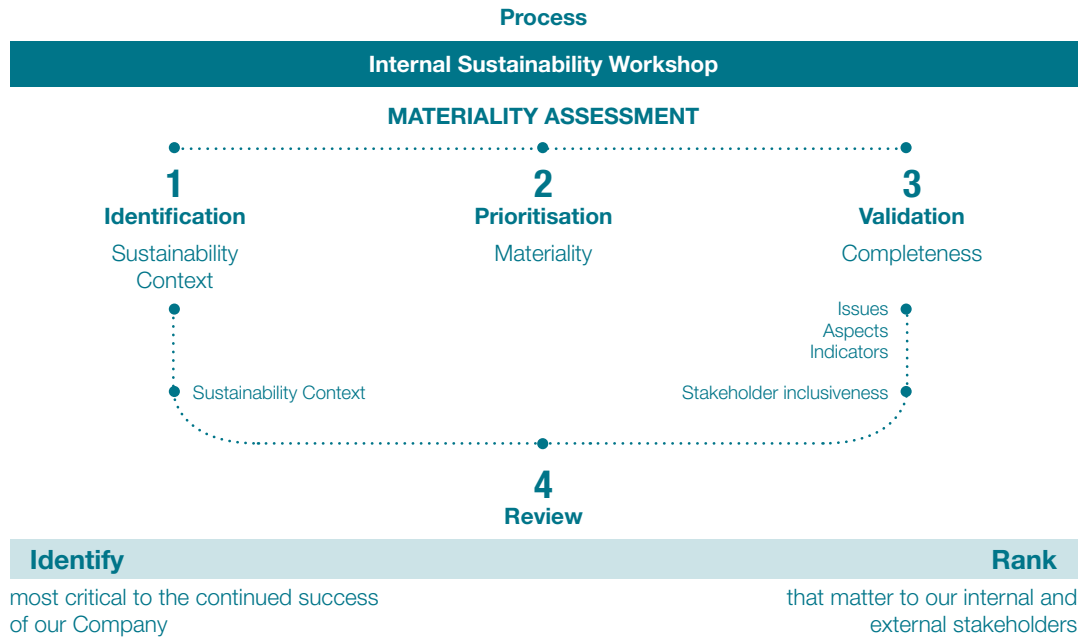 Process
Internal Sustainability Workshop
MATERIALITY ASSESSMENT
1
Identification
Sustainability
Context
2
Prioritisation
Materiality
3
Validation
Completeness
Issues
Aspects
Indicators
Sustainability Context
Stakeholder inclusiveness
4
Review
Identify
most critical to the continued success
of our Company
Rank
that matter to our internal and
external stakeholders